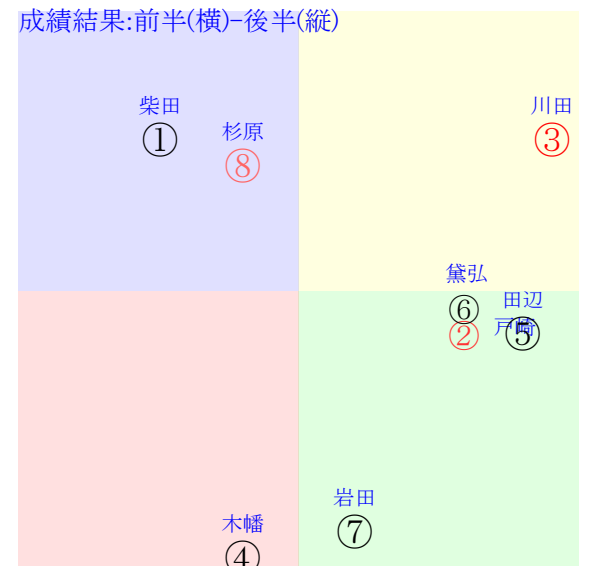 成績結果:前半(横)-後半(縦)
柴田
①
杉原
⑧
川田
③
黛弘
⑥
②
田辺
戸崎
⑤
岩田
⑦
木幡
④